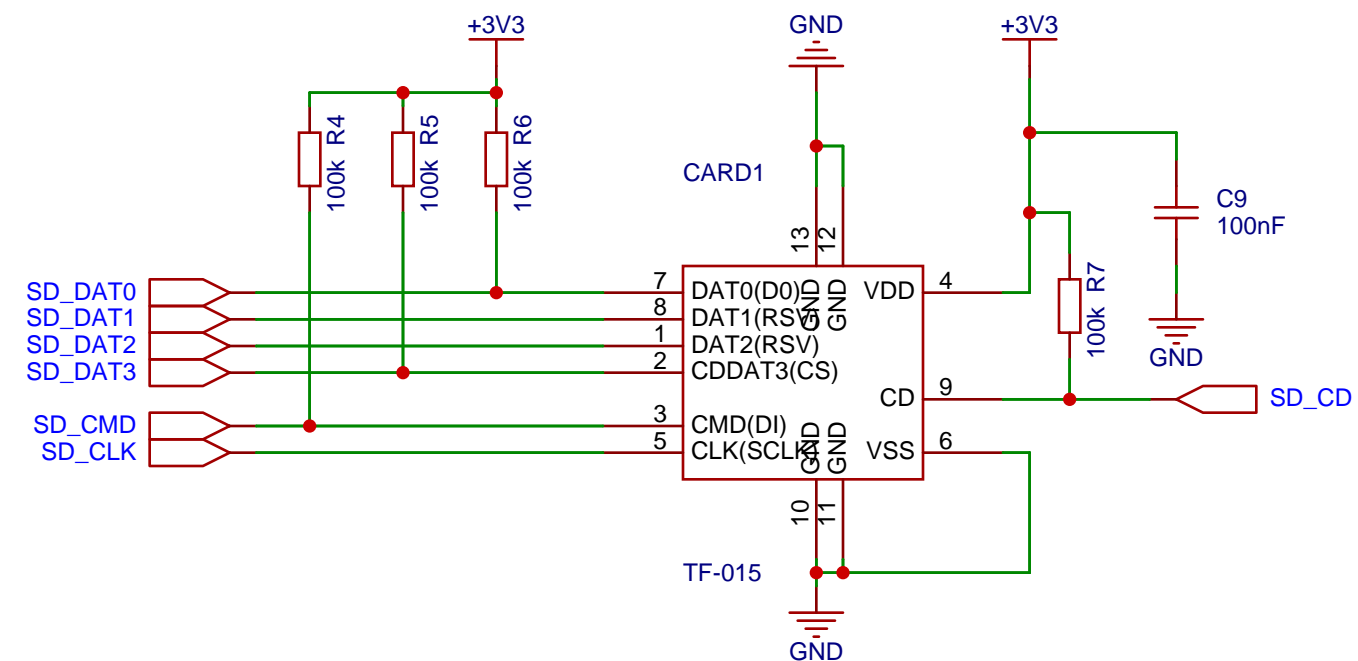 +3V3
GND
+3V3
100k R4
100k R5
100k R6
CARD1
C9
100nF
13
12
SD_DAT0
7
DAT0(D0)
GND
GND
VDD
4
100k R7
SD_DAT1
8
DAT1(RSV)
SD_DAT2
1
DAT2(RSV)
GND
SD_DAT3
2
CDDAT3(CS)
CD
9
SD_CD
SD_CMD
3
CMD(DI)
SD_CLK
5
CLK(SCLK)
GND
GND
VSS
6
10
11
TF-015
GND